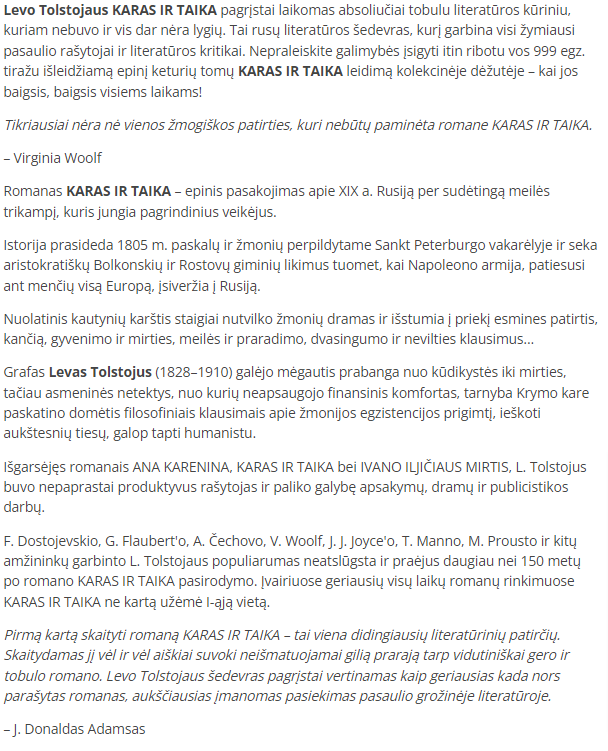 Levo Tolstojaus KARAS IR TAIKA pagrįstai laikomas absoliučiai tobulu literatūros kūriniu,
kuriam nebuvo ir vis dar nėra lygių. Tai rusų literatūros šedevras, kurį garbina visi žymiausi
pasaulio rašytojai ir literatūros kritikai. Nepraleiskite galimybės įsigyti itin ribotu vos 999 egz.
tiražu išleidžiamą epinį keturių tomų KARAS IR TAIKA leidimą kolekcinėje dėžutėje – kai jos
baigsis, baigsis visiems laikams!
Tikriausiai nėra nė vienos žmogiškos patirties, kuri nebūtų paminėta romane KARAS IR TAIKA.
– Virginia Woolf
Romanas KARAS IR TAIKA – epinis pasakojimas apie XIX a. Rusiją per sudėtingą meilės
trikampį, kuris jungia pagrindinius veikėjus.
Istorija prasideda 1805 m. paskalų ir žmonių perpildytame Sankt Peterburgo vakarėlyje ir seka
aristokratiškų Bolkonskių ir Rostovų giminių likimus tuomet, kai Napoleono armija, patiesusi
ant menčių visą Europą, įsiveržia į Rusiją.
Nuolatinis kautynių karštis staigiai nutvilko žmonių dramas ir išstumia į priekį esmines patirtis,
kančią, gyvenimo ir mirties, meilės ir praradimo, dvasingumo ir nevilties klausimus...
Grafas Levas Tolstojus (1828–1910) galėjo mėgautis prabanga nuo kūdikystės iki mirties,
tačiau asmeninės netektys, nuo kurių neapsaugojo finansinis komfortas, tarnyba Krymo kare
paskatino domėtis filosofiniais klausimais apie žmonijos egzistencijos prigimtį, ieškoti
aukštesnių tiesų, galop tapti humanistu.
Išgarsėjęs romanais ANA KARENINA, KARAS IR TAIKA bei IVANO ILJIČIAUS MIRTIS, L. Tolstojus
buvo nepaprastai produktyvus rašytojas ir paliko galybę apsakymų, dramų ir publicistikos
darbų.
F. Dostojevskio, G. Flaubert'o, A. Čechovo, V. Woolf, J. J. Joyce'o, T. Manno, M. Prousto ir kitų
amžininkų garbinto L. Tolstojaus populiarumas neatslūgsta ir praėjus daugiau nei 150 metų
po romano KARAS IR TAIKA pasirodymo. Įvairiuose geriausių visų laikų romanų rinkimuose
KARAS IR TAIKA ne kartą užėmė I-ąją vietą.
Pirmą kartą skaityti romaną KARAS IR TAIKA – tai viena didingiausių literatūrinių patirčių.
Skaitydamas jį vėl ir vėl aiškiai suvoki neišmatuojamai gilią prarają tarp vidutiniškai gero ir
tobulo romano. Levo Tolstojaus šedevras pagrįstai vertinamas kaip geriausias kada nors
parašytas romanas, aukščiausias įmanomas pasiekimas pasaulio grožinėje literatūroje.
– J. Donaldas Adamsas